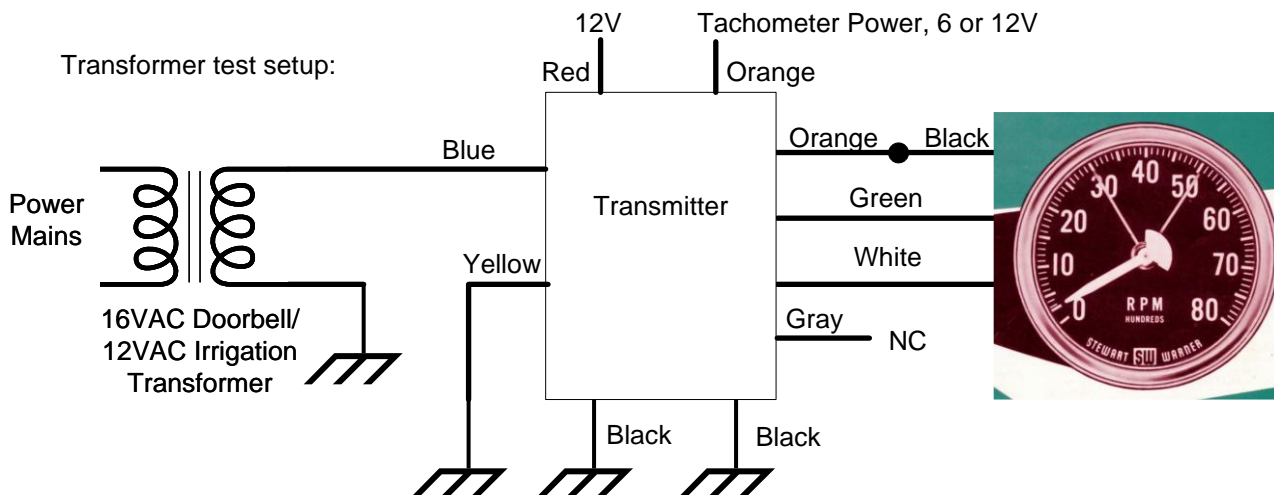 12V
Tachometer Power, 6 or 12V
Transformer test setup:
Red
Orange
Blue
Orange
Black
Power
Mains
Transmitter
Green
Yellow
White
16VAC Doorbell/
12VAC Irrigation
Transformer
Gray
NC
Black
Black
0
10
20
30
40
50
60
70
80
RPM
HUNDREDS
STEWART SW WARNER